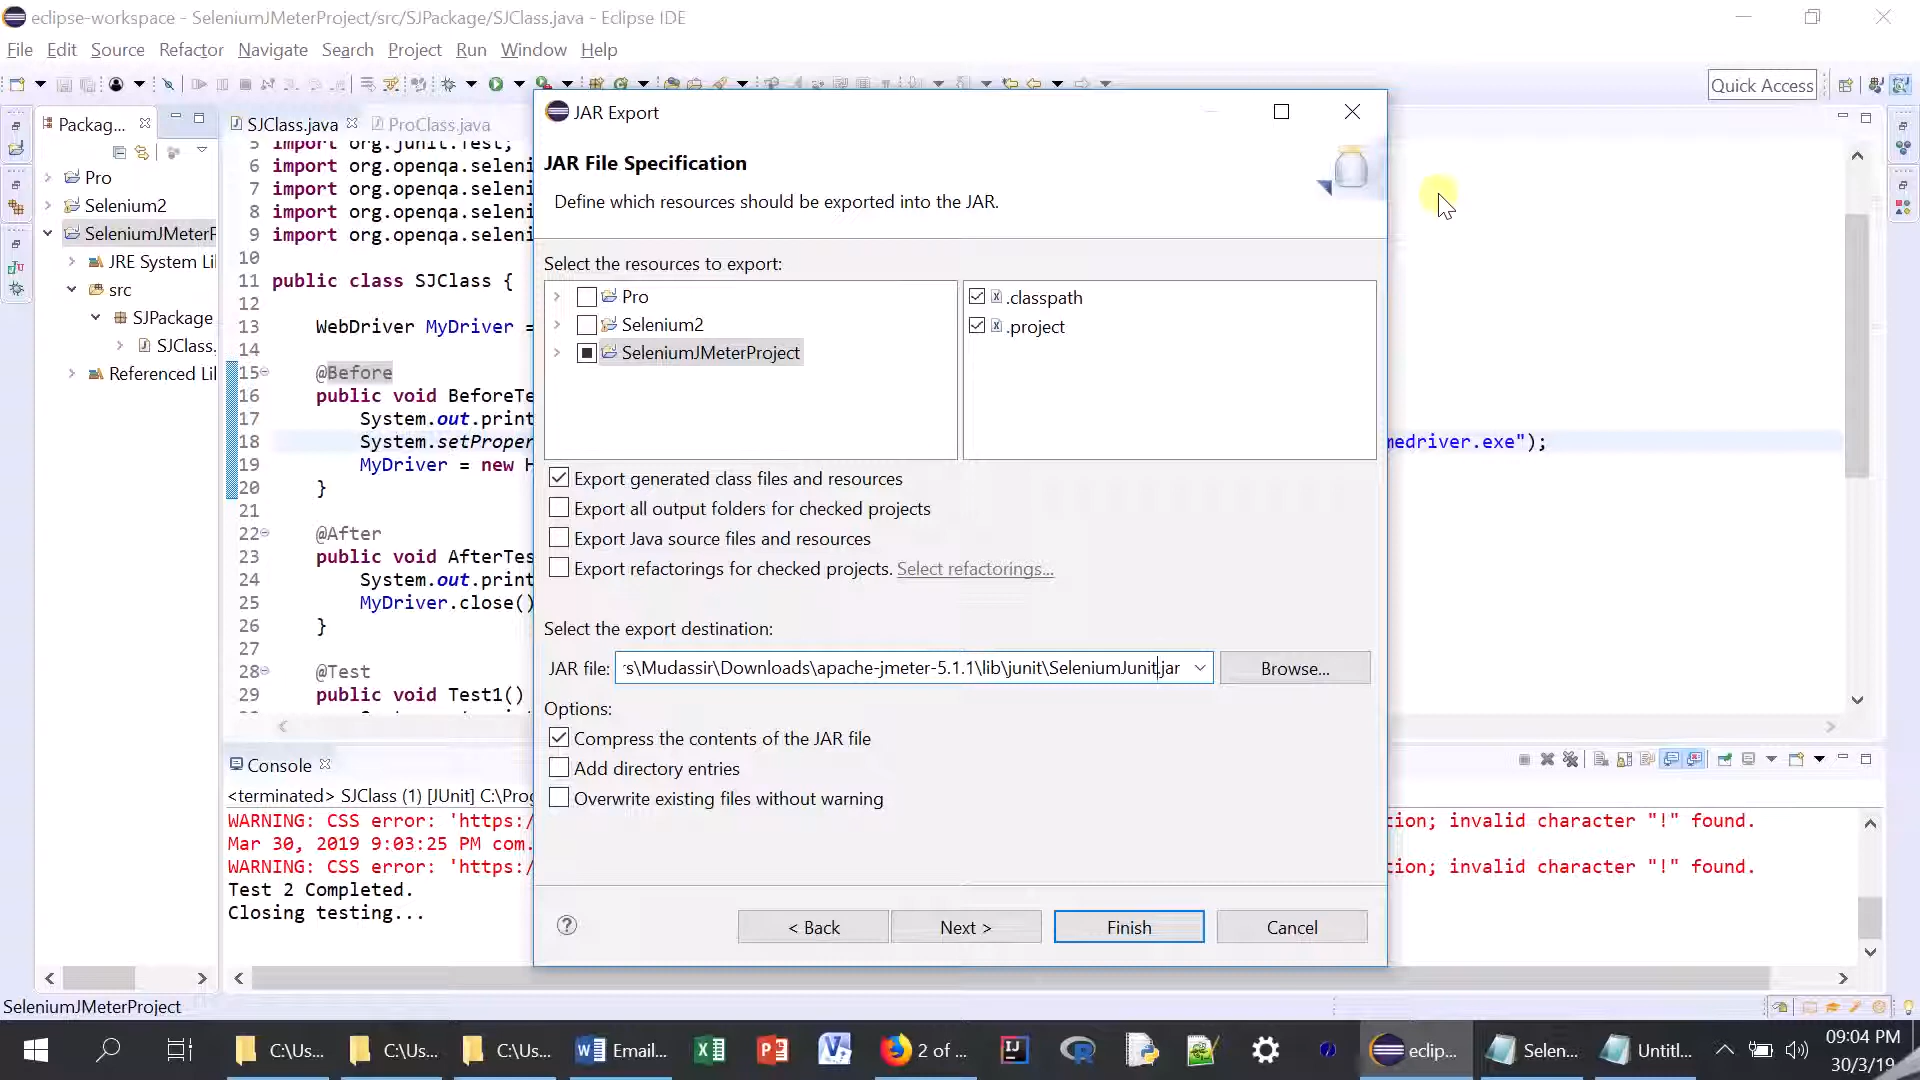 eclipse-workspace - SeleniumJMeterProject/src/SJPackage/SJClass.java - Eclipse IDE
File Edit Source Refactor Navigate Search Project Run Window Help
Quick Access
JAR Export
Packag...
SJClass.java
ProClass.java
JAR File Specification
Define which resources should be exported into the JAR.
Pro
Selenium2
SeleniumJMeterP
JRE System Li
src
SJPackage
SJClass.
Referenced Li
5 import org.junit.Test;
6 import org.openqa.seleni
7 import org.openqa.seleni
8 import org.openqa.seleni
9 import org.openqa.seleni
10
11 public class SJClass {
12
13 WebDriver MyDriver =
14
15 @Before
16 public void BeforeTe
17 System.out.print
18 System.setProper
medriver.exe");
19 MyDriver = new H
20 }
21
22 @After
23 public void AfterTes
24 System.out.print
25 MyDriver.close()
26 }
27
28 @Test
29 public void Test1()
Select the resources to export:
Pro
Selenium2
SeleniumJMeterProject
.classpath
.project
Export generated class files and resources
Export all output folders for checked projects
Export Java source files and resources
Export refactorings for checked projects. Select refactorings...
Select the export destination:
JAR file: s\Mudassir\Downloads\apache-jmeter-5.1.1\lib\junit\SeleniumJunit.jar
Browse...
Options:
Compress the contents of the JAR file
Add directory entries
Overwrite existing files without warning
< Back
Next >
Finish
Cancel
Console
<terminated> SJClass (1) [JUnit] C:\Prog
WARNING: CSS error: 'https:/
tion; invalid character "!" found.
Mar 30, 2019 9:03:25 PM com.
WARNING: CSS error: 'https:/
tion; invalid character "!" found.
Test 2 Completed.
Closing testing...
SeleniumJMeterProject
C:\Us...
C:\Us...
C:\Us...
Email...
2 of ...
eclip...
Selen...
Untitl...
09:04 PM
30/3/19